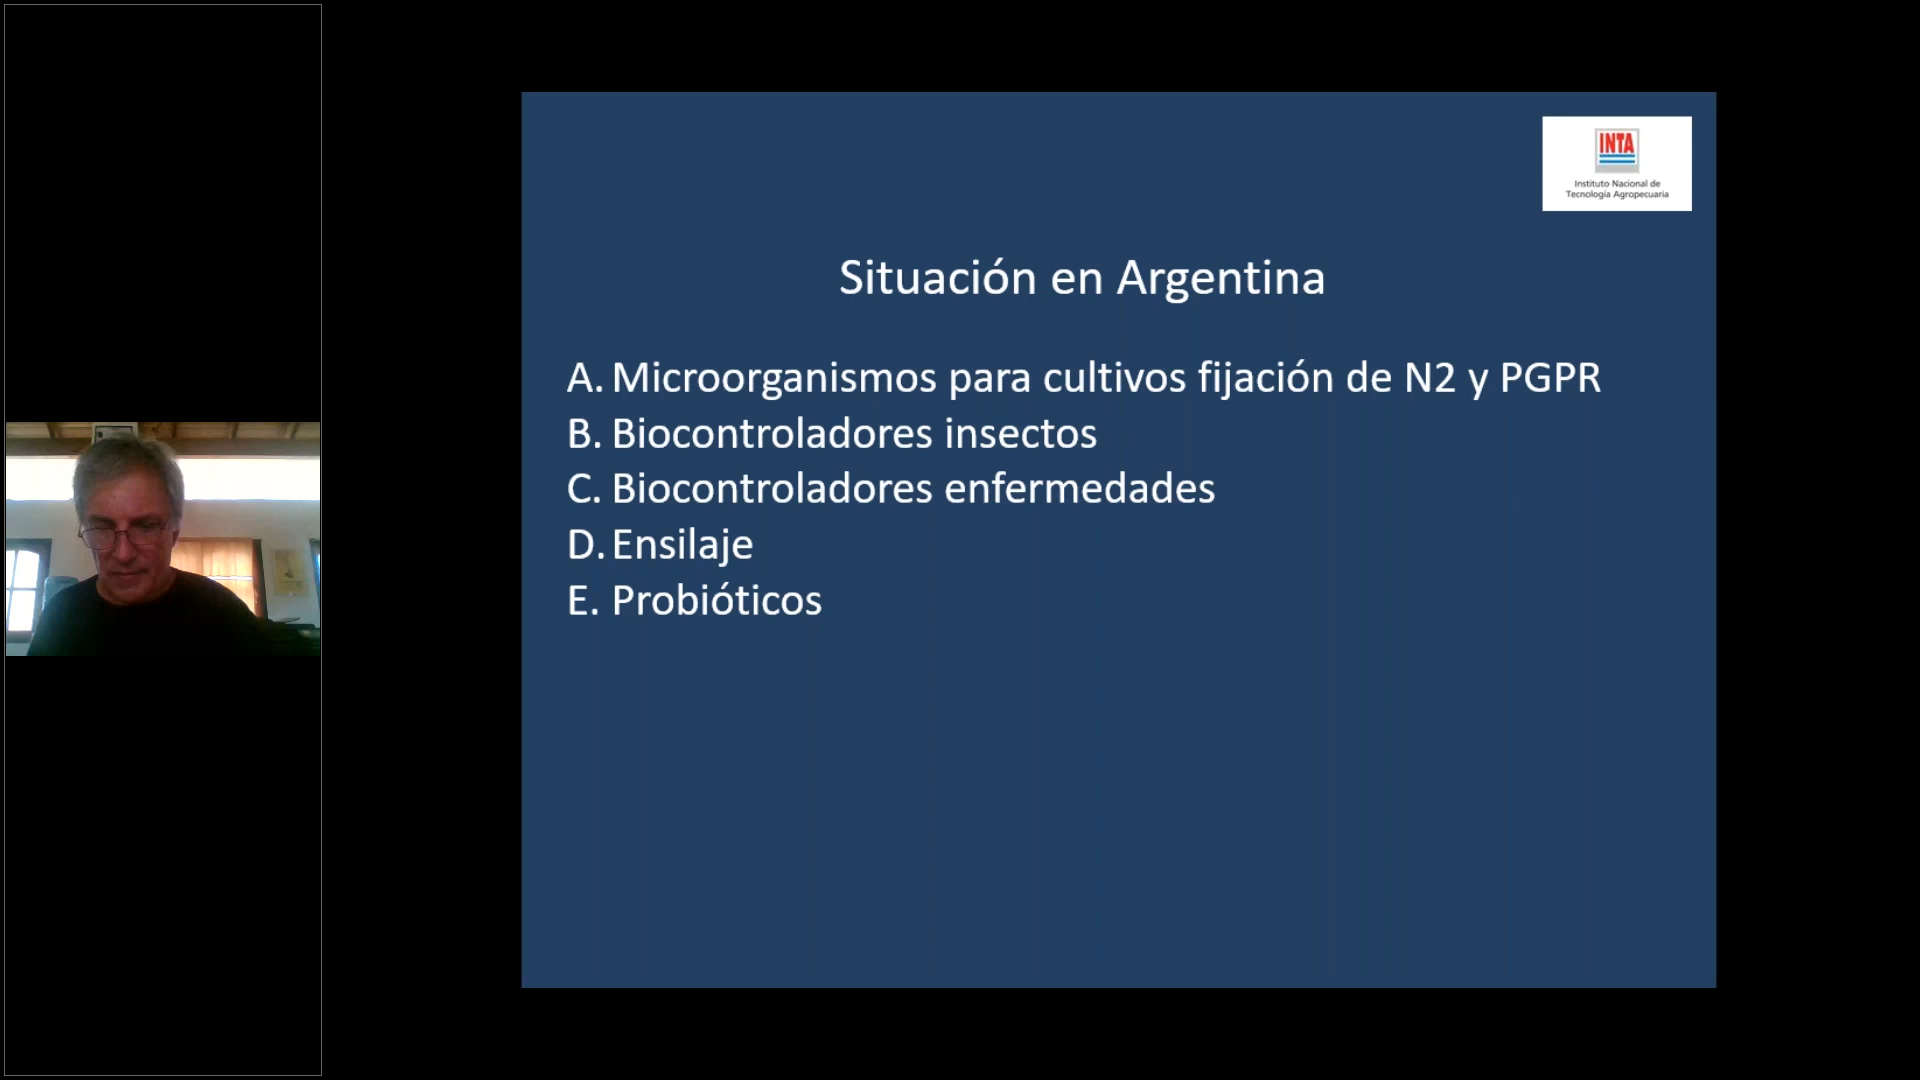 INTA
Instituto Nacional de
Tecnología Agropecuaria
Situación en Argentina
A. Microorganismos para cultivos fijación de N2 y PGPR
B. Biocontroladores insectos
C. Biocontroladores enfermedades
D. Ensilaje
E. Probióticos